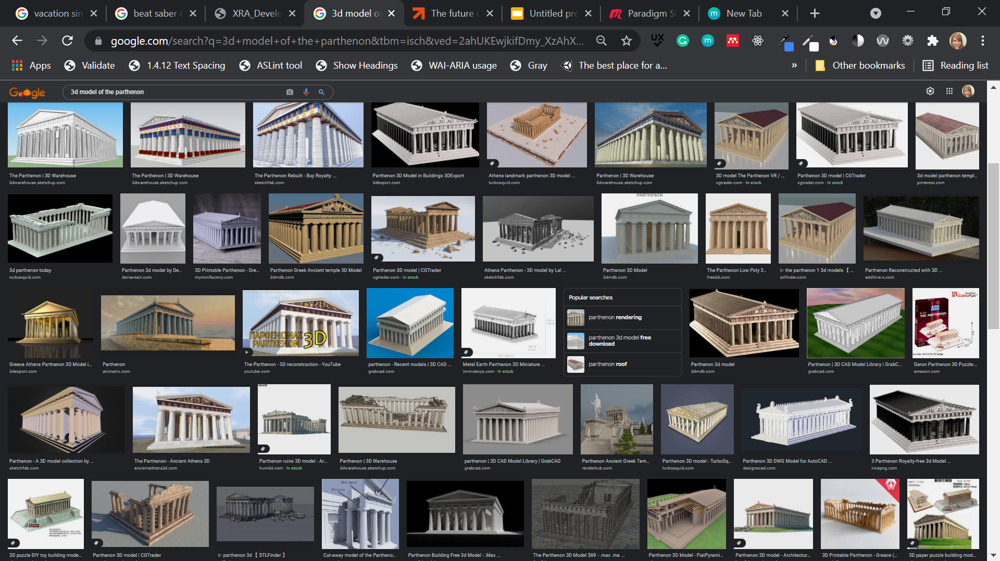 vacation sim
beat saber
XRA_Develo
3d model of
The future
Untitled pre
Paradigm S
New Tab
google.com/search?q=3d+model+of+the+parthenon&tbm=isch&ved=2ahUKEwjkifDmy_XzAhX...
UX
Apps
Validate
1.4.12 Text Spacing
ASLint tool
Show Headings
WAI-ARIA usage
Gray
The best place for a...
»
Other bookmarks
Reading list
Google
3d model of the parthenon
The Parthenon | 3D Warehouse
3dwarehouse.sketchup.com
The Parthenon | 3D Warehouse
3dwarehouse.sketchup.com
The Parthenon Rebuilt - Buy Royalty ...
sketchfab.com
Parthenon 3D Model in Buildings 3DExport
3dexport.com
Athens landmark parthenon 3D model ...
turbosquid.com
Parthenon | 3D Warehouse
3dwarehouse.sketchup.com
3D model The Parthenon VR / ...
cgtrader.com · In stock
Parthenon 3D model | CGTrader
cgtrader.com · In stock
3d model parthenon templ...
pinterest.com
PARTHENON
3d parthenon today
turbosquid.com
Parthenon 3d model by De...
deviantart.com
3D Printable Parthenon - Gre...
myminifactory.com
Parthenon Greek Ancient temple 3D Model
3dmdb.com
Parthenon 3D model | CGTrader
cgtrader.com · In stock
Athens Parthenon - 3D model by Lal ...
sketchfab.com
Parthenon 3D Model
3dmdb.com
The Parthenon Low Poly 3...
free3d.com
▷ the parthenon 1 3d models 【 ...
stlfinder.com
Parthenon Reconstructed with 3D ...
additive-x.com
ΠΑΡΘΕΝΩΝΑΣ
PARTHENON 3D
Popular searches
parthenon rendering
parthenon 3d model free
download
parthenon roof
CubicFun
THE PARTHENON
Greece Athens Parthenon 3D Model i...
3dexport.com
Parthenon
animatio.com
The Parthenon - 3D reconstruction - YouTube
youtube.com
parthenon - Recent models | 3D CAD ...
grabcad.com
Metal Earth Parthenon 3D Miniature ...
innovatoys.com · In stock
Parthenon 3d model
3dmdb.com
Parthenon | 3D CAD Model Library | GrabC...
grabcad.com
Daron Parthenon 3D Puzzle:...
amazon.com
Hum3D
www.AncientAthens3d.com
Parthenon - A 3D model collection by ...
sketchfab.com
The Parthenon - Ancient Athens 3D
ancientathens3d.com
Parthenon ruins 3D model - Ar...
hum3d.com · In stock
Parthenon | 3D Warehouse
3dwarehouse.sketchup.com
parthenon | 3D CAD Model Library | GrabCAD
grabcad.com
Parthenon Ancient Greek Tem...
renderhub.com
Parthenon 3D model - TurboSq...
turbosquid.com
Parthenon 3D DWG Model for AutoCAD ...
designscad.com
3 Parthenon Royalty-free 3d Model ...
nicepng.com
Metopes
Frieze
3D puzzle DIY toy building mode...
Parthenon 3D model | CGTrader
▷ parthenon 3d 【 STLFinder 】
Cut-away model of the Partheno...
Parthenon Building Free 3d Model - .Max ...
The Parthenon 3D Model $69 - .max .ma ...
Parthenon 3D Model - FlatPyrami...
Parthenon 3D model - Architectur...
3D Printable Parthenon - Greece (...
3D paper puzzle building mod...